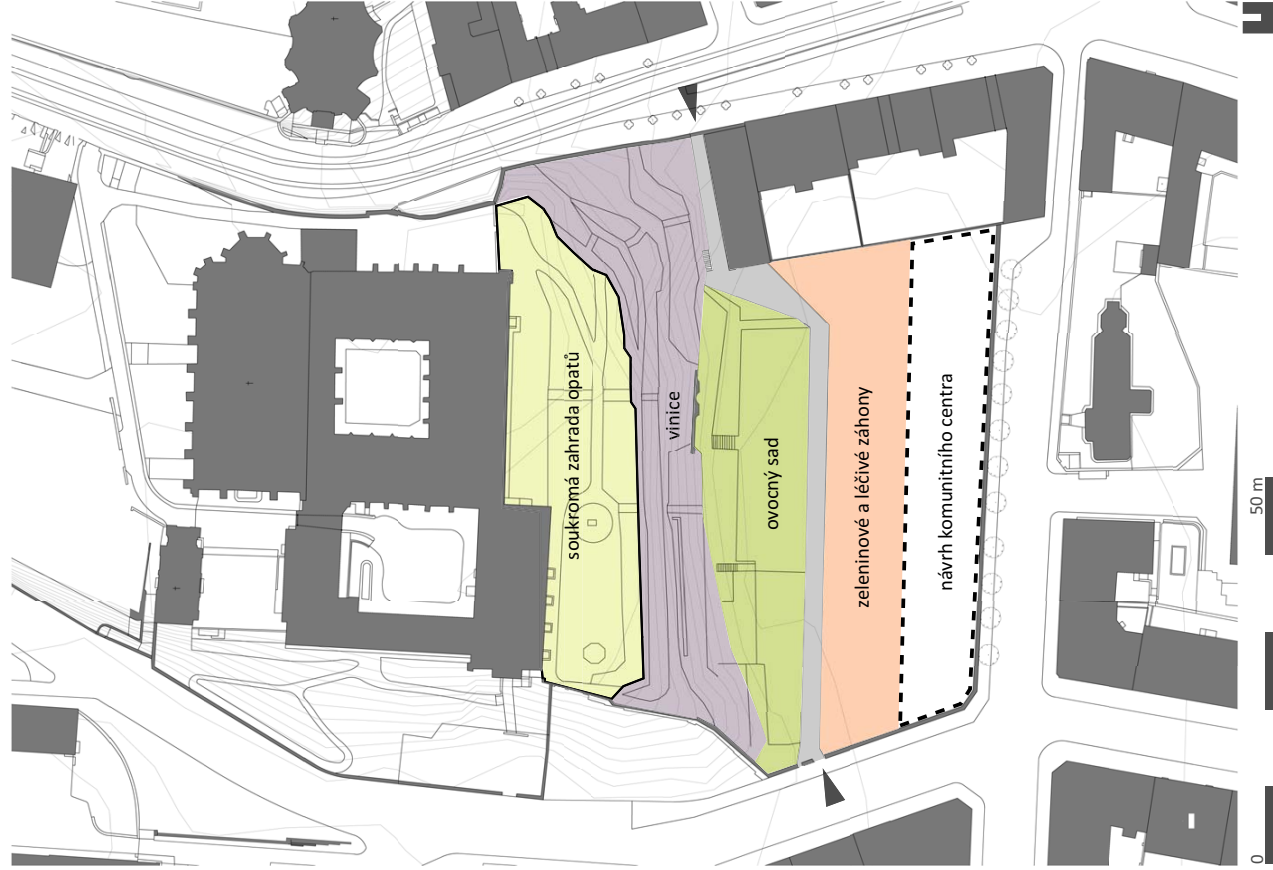 soukromá zahrada opatů
vinice
ovocný sad
zeleninové a léčivé záhony
návrh komunitního centra
0
50 m